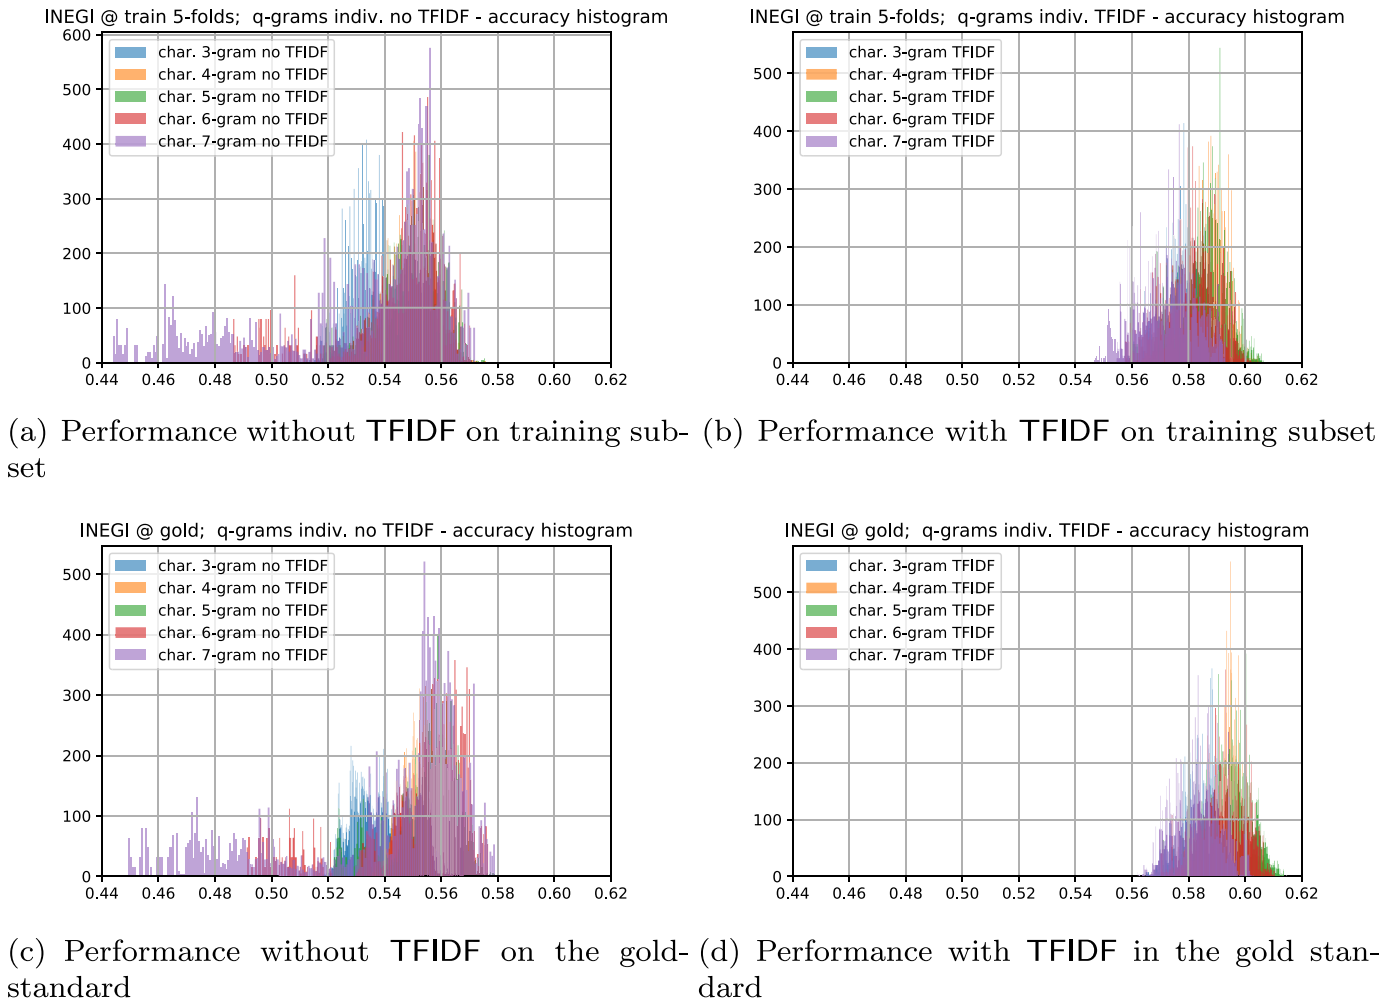 INEGI @ train 5-folds;  q-grams indiv. no TFIDF - accuracy histogram
600
500
400
300
200
100
0
char. 3-gram no TFIDF
char. 4-gram no TFIDF
char. 5-gram no TFIDF
char. 6-gram no TFIDF
char. 7-gram no TFIDF
0.44 0.46 0.48 0.50 0.52 0.54 0.56 0.58 0.60 0.62
(a) Performance without TFIDF on training sub-
set
INEGI @ train 5-folds;  q-grams indiv. TFIDF - accuracy histogram
500
400
300
200
100
0
char. 3-gram TFIDF
char. 4-gram TFIDF
char. 5-gram TFIDF
char. 6-gram TFIDF
char. 7-gram TFIDF
0.44 0.46 0.48 0.50 0.52 0.54 0.56 0.58 0.60 0.62
(b) Performance with TFIDF on training subset
INEGI @ gold;  q-grams indiv. no TFIDF - accuracy histogram
500
400
300
200
100
0
char. 3-gram no TFIDF
char. 4-gram no TFIDF
char. 5-gram no TFIDF
char. 6-gram no TFIDF
char. 7-gram no TFIDF
0.44 0.46 0.48 0.50 0.52 0.54 0.56 0.58 0.60 0.62
(c) Performance without TFIDF on the gold-
standard
INEGI @ gold;  q-grams indiv. TFIDF - accuracy histogram
500
400
300
200
100
0
char. 3-gram TFIDF
char. 4-gram TFIDF
char. 5-gram TFIDF
char. 6-gram TFIDF
char. 7-gram TFIDF
0.44 0.46 0.48 0.50 0.52 0.54 0.56 0.58 0.60 0.62
(d) Performance with TFIDF in the gold stan-
dard